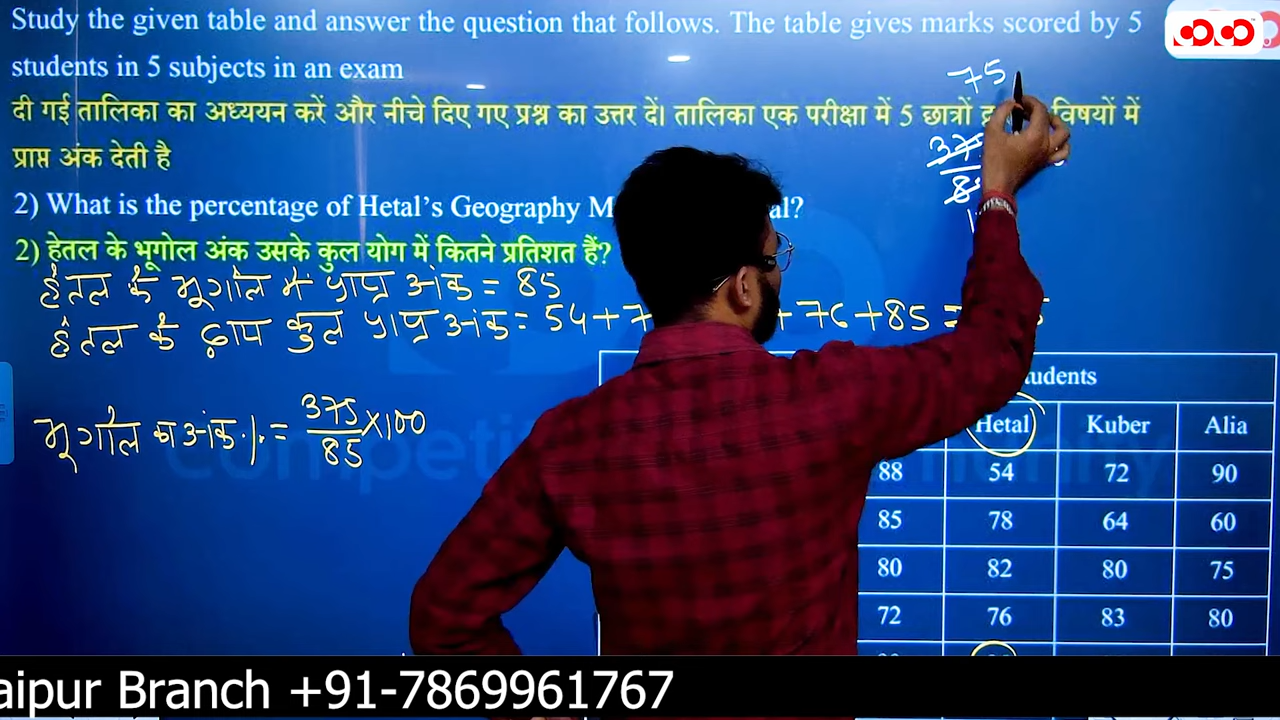 Study the given table and answer the question that follows. The table gives marks scored by 5
students in 5 subjects in an exam
दी गई तालिका का अध्ययन करें और नीचे दिए गए प्रश्न का उत्तर दें। तालिका एक परीक्षा में 5 छात्रों विषयों में
प्राप्त अंक देती है
75
375
2) What is the percentage of Hetal's Geography
2) हेतल के भूगोल अंक उसके कुल योग में कितने प्रतिशत हैं?
हेतल के भूगोल में प्राप्त अंक = 85
हेतल के द्वारा कुल प्राप्त अंक = 54+7 +76+85=
भूगोल का अंक % = 375/85 ×100
Hetal Kuber Alia
88 54 72 90
85 78 64 60
80 82 80 75
72 76 83 80
aipur Branch +91-7869961767